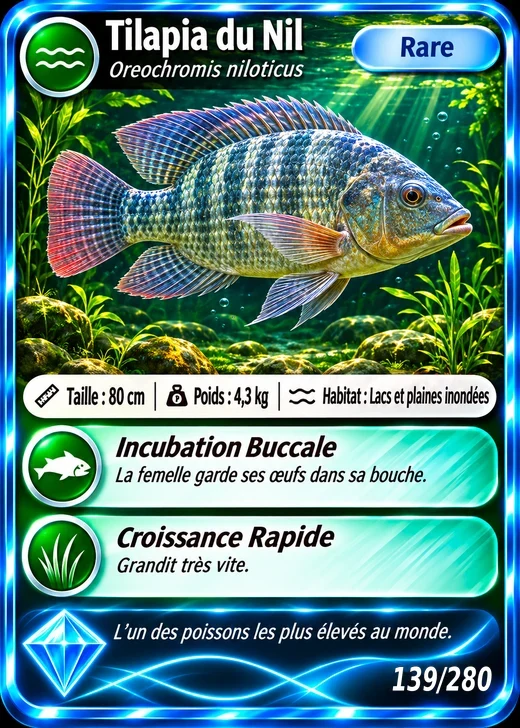 Tilapia du Nil
Oreochromis niloticus
Rare
Taille : 80 cm
Poids : 4,3 kg
Habitat : Lacs et plaines inondées
Incubation Buccale
La femelle garde ses œufs dans sa bouche.
Croissance Rapide
Grandit très vite.
L’un des poissons les plus élevés au monde.
139/280